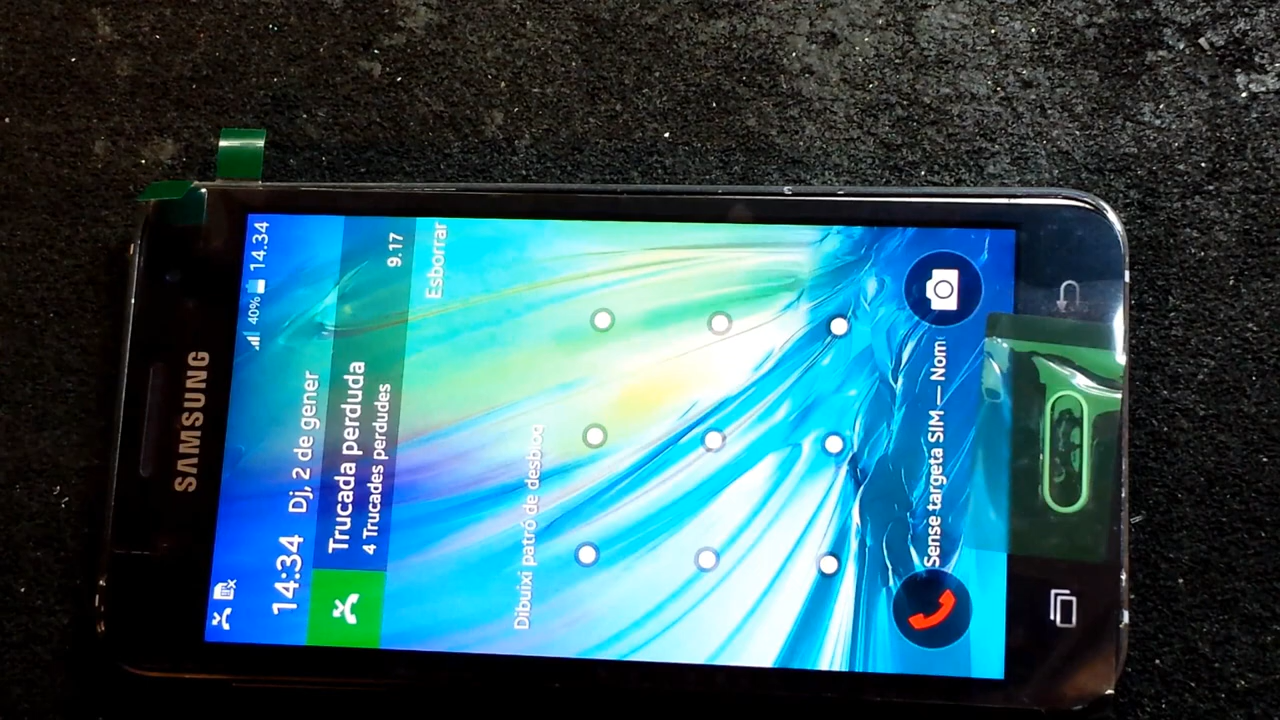 SAMSUNG
40% 14.34
14:34 Dj, 2 de gener
Trucada perduda
4 Trucades perdudes 9.17
Esborrar
Dibuixi patró de desbloq
Sense targeta SIM — Nom